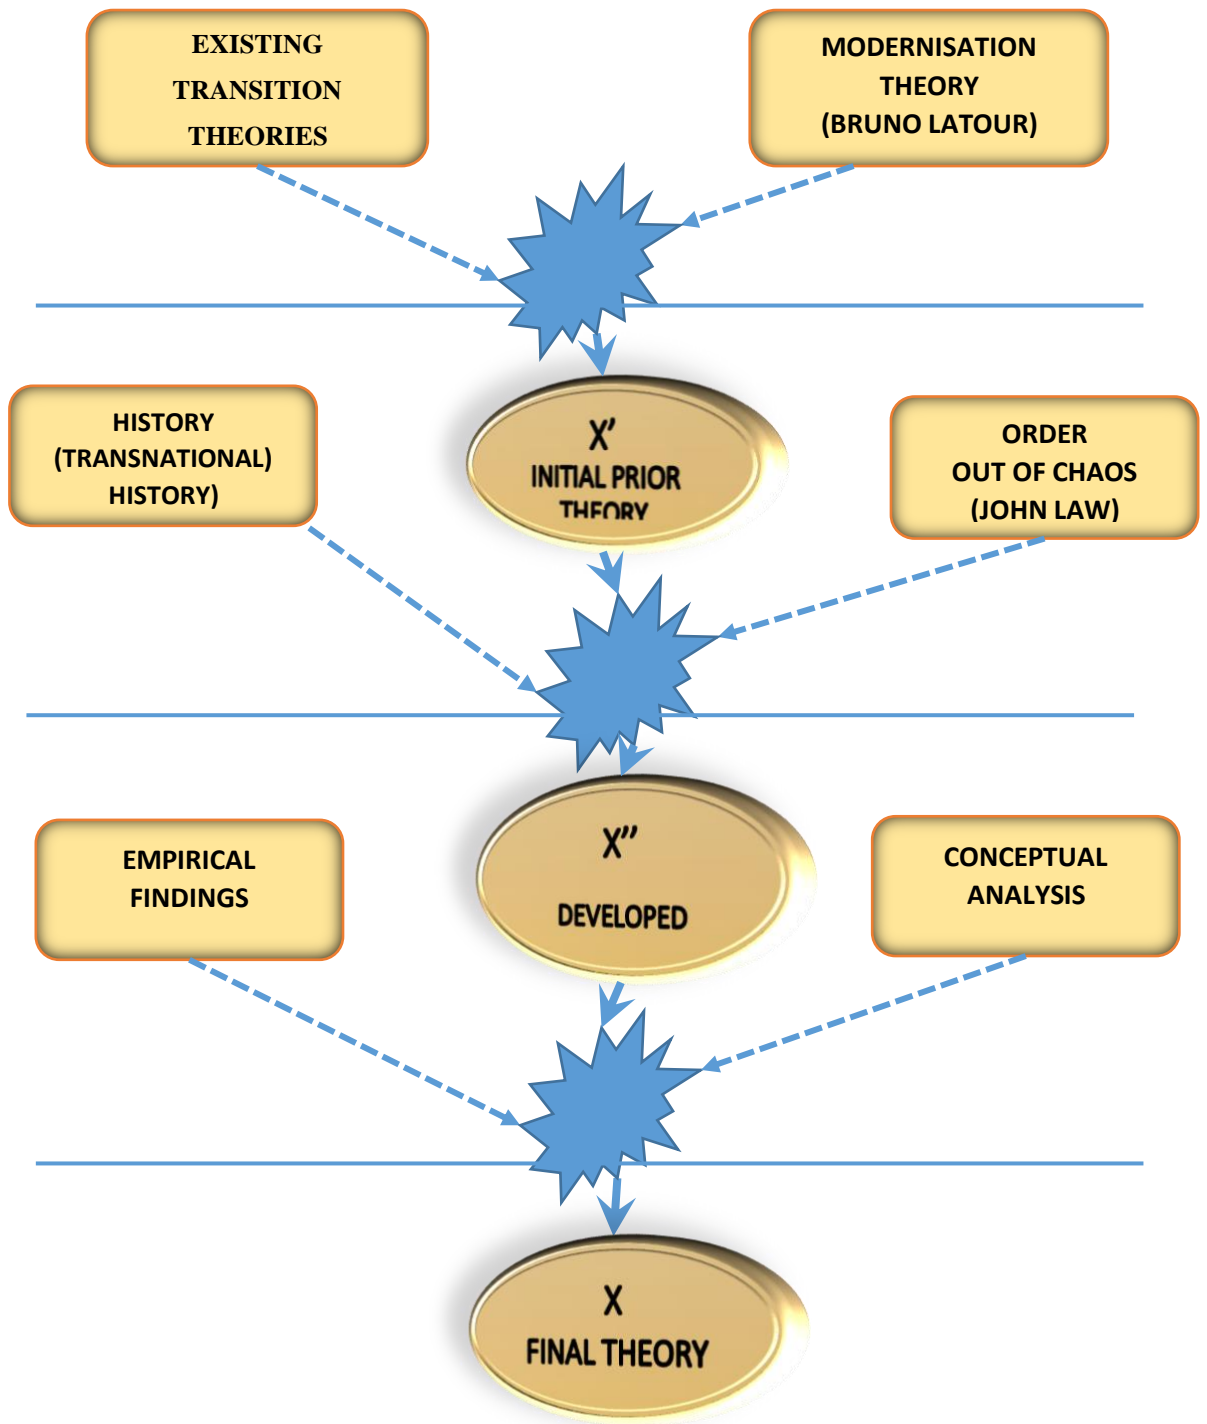 EXISTING
TRANSITION
THEORIES
MODERNISATION
THEORY
(BRUNO LATOUR)
X'
INITIAL PRIOR
THEORY
HISTORY
(TRANSNATIONAL)
HISTORY)
ORDER
OUT OF CHAOS
(JOHN LAW)
X''
DEVELOPED
EMPIRICAL
FINDINGS
CONCEPTUAL
ANALYSIS
X
FINAL THEORY